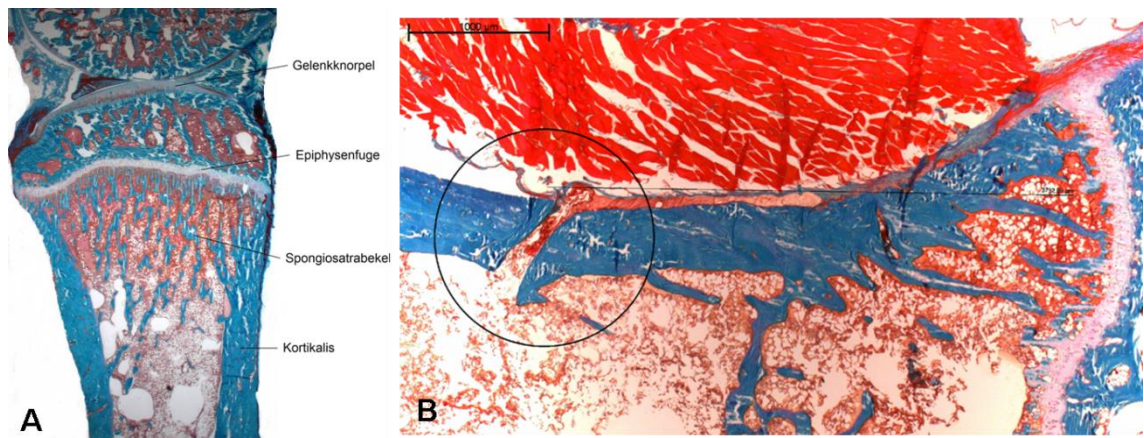 Gelenkknorpel
Epiphysenfuge
Spongiosatrabekel
Kortikalis
A
1000 µm
B